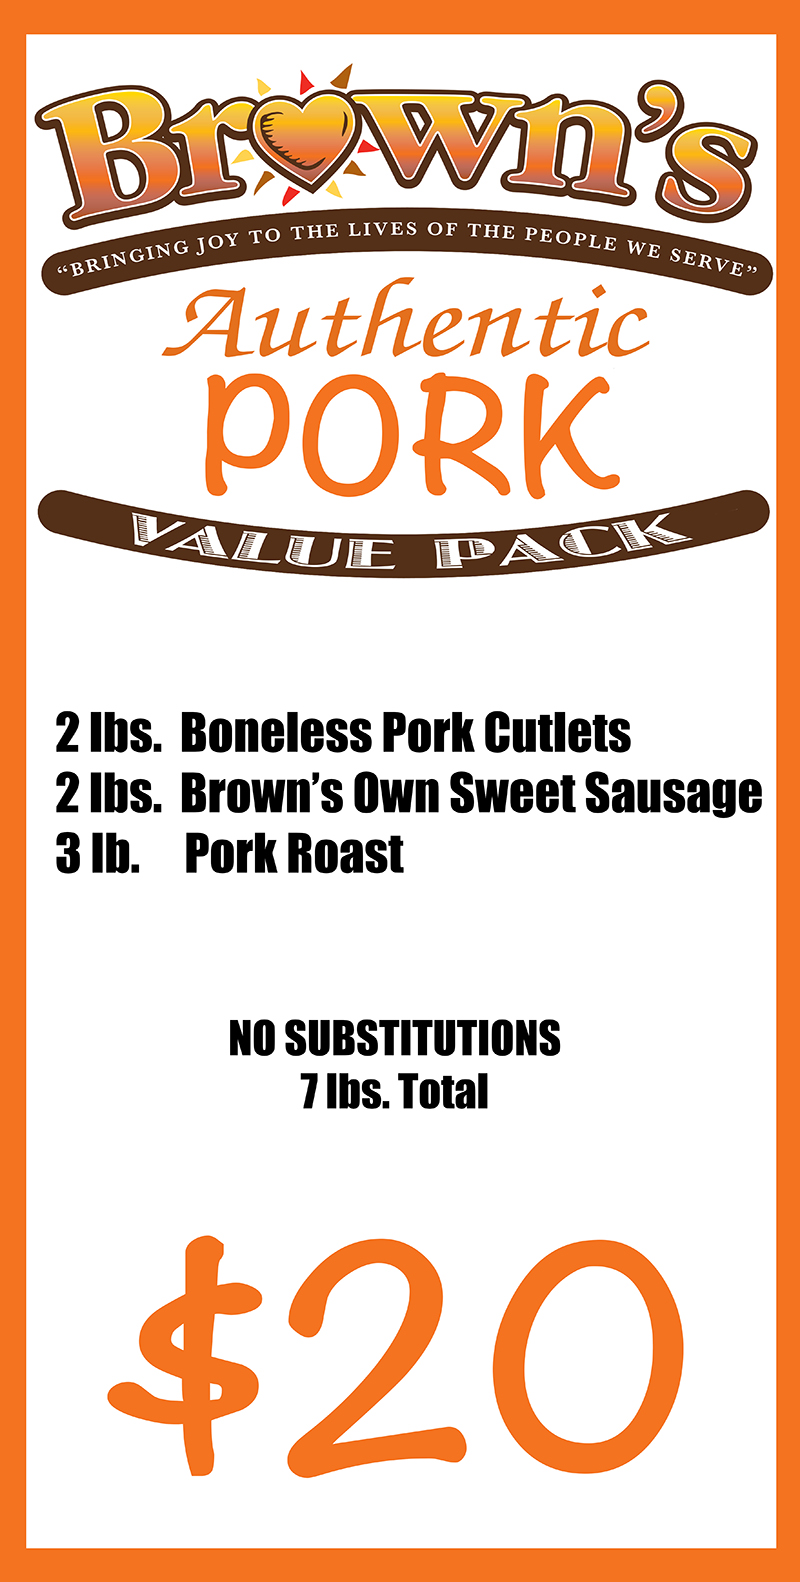 Brown's
"BRINGING JOY TO THE LIVES OF THE PEOPLE WE SERVE"
Authentic
PORK
VALUE PACK
2 lbs. Boneless Pork Cutlets
2 lbs. Brown's Own Sweet Sausage
3 lb. Pork Roast
NO SUBSTITUTIONS
7 lbs. Total
$20